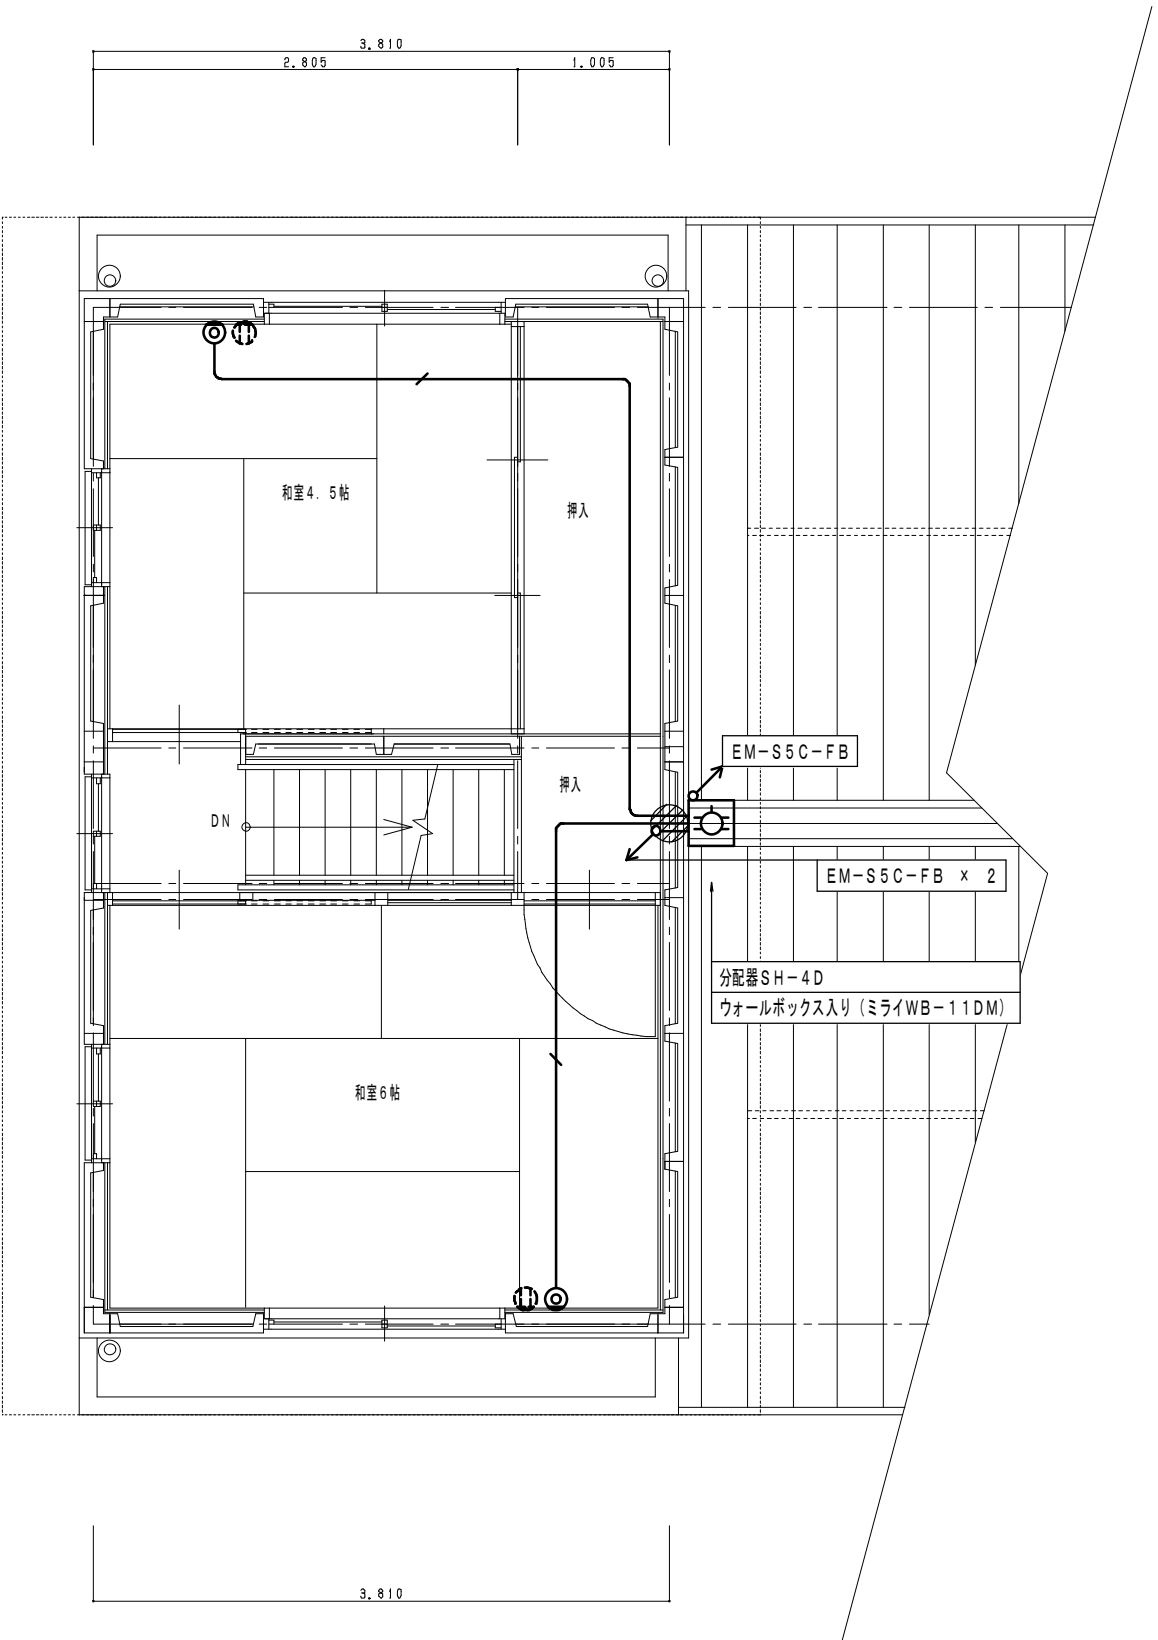 3.810
2.805
1.005
和室4.5帖
押入
EM-S5C-FB
押入
DN
EM-S5C-FB × 2
分配器SH-4D
ウォールボックス入り(ミライWB-11DM)
和室6帖
3.810